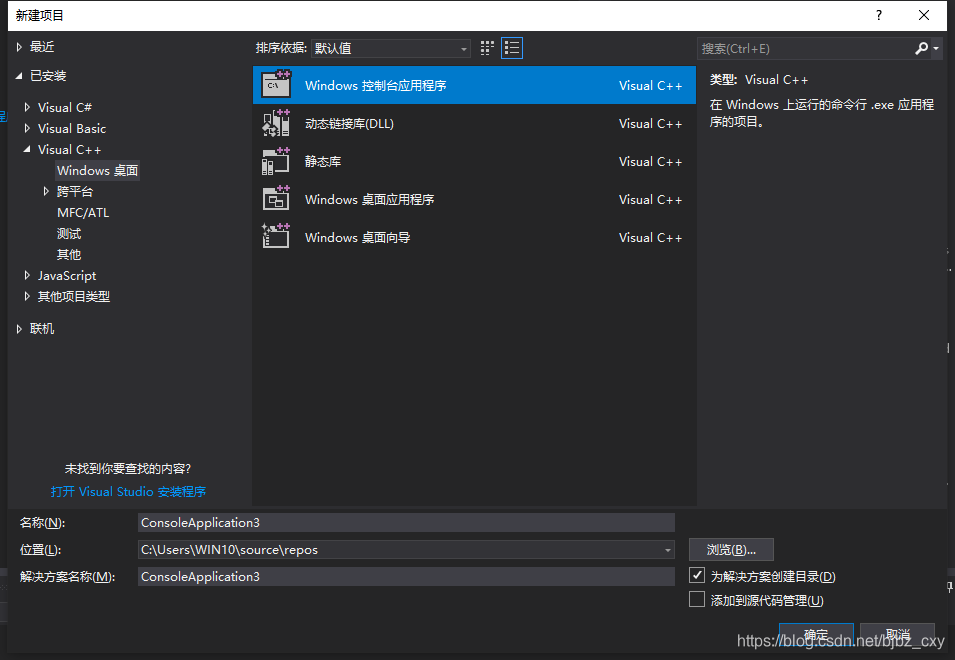 新建项目
?
最近
已安装
Visual C#
Visual Basic
Visual C++
Windows 桌面
跨平台
MFC/ATL
测试
其他
JavaScript
其他项目类型
联机
未找到你要查找的内容?
打开 Visual Studio 安装程序
排序依据: 默认值
Windows 控制台应用程序 Visual C++
动态链接库(DLL) Visual C++
静态库 Visual C++
Windows 桌面应用程序 Visual C++
Windows 桌面向导 Visual C++
搜索(Ctrl+E)
类型: Visual C++
在 Windows 上运行的命令行 .exe 应用程
序的项目。
名称(N): ConsoleApplication3
位置(L): C:\Users\WIN10\source\repos
浏览(B)...
解决方案名称(M): ConsoleApplication3
为解决方案创建目录(D)
添加到源代码管理(U)
确定 取消
https://blog.csdn.net/bjbz_cxy